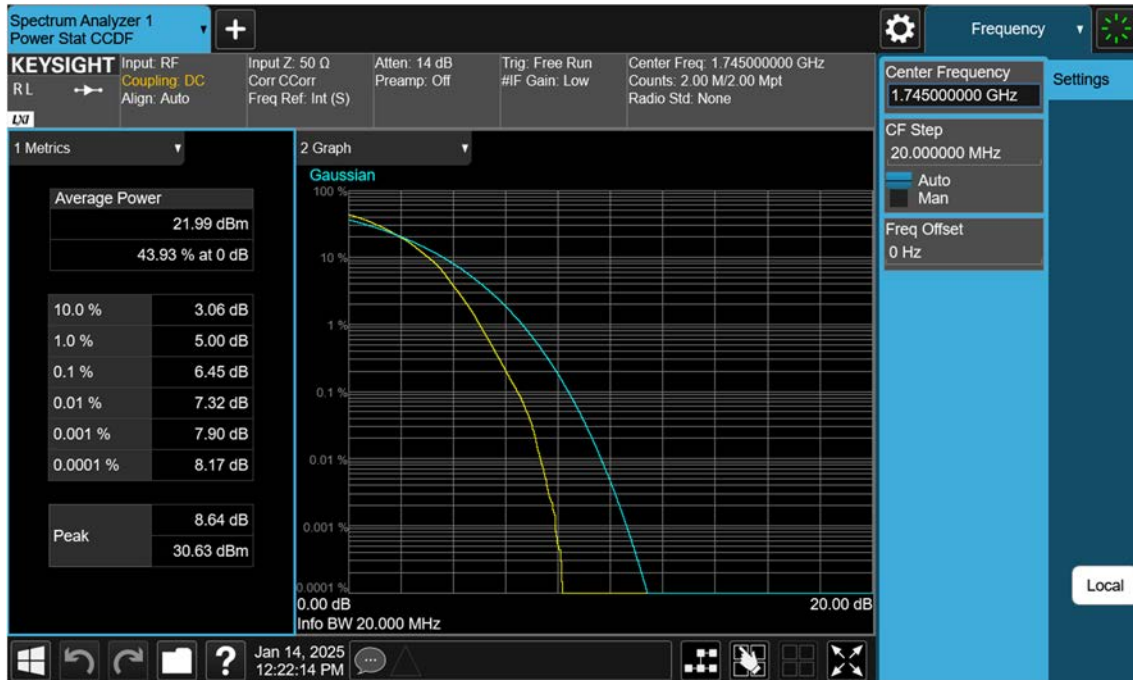 Spectrum Analyzer 1
Power Stat CCDF
Frequency
KEYSIGHT
R L
LXI
Input: RF
Coupling: DC
Align: Auto
Input Z: 50 Ω
Corr CCorr
Freq Ref: Int (S)
Atten: 14 dB
Preamp: Off
Trig: Free Run
#IF Gain: Low
Center Freq: 1.745000000 GHz
Counts: 2.00 M/2.00 Mpt
Radio Std: None
Center Frequency
1.745000000 GHz
Settings
CF Step
20.000000 MHz
Auto
Man
Freq Offset
0 Hz
1 Metrics
Average Power
21.99 dBm
43.93 % at 0 dB
10.0 % 3.06 dB
1.0 % 5.00 dB
0.1 % 6.45 dB
0.01 % 7.32 dB
0.001 % 7.90 dB
0.0001 % 8.17 dB
Peak
8.64 dB
30.63 dBm
2 Graph
Gaussian
100 %
10 %
1 %
0.1 %
0.01 %
0.001 %
0.0001 %
0.00 dB 20.00 dB
Info BW 20.000 MHz
Local
?
Jan 14, 2025
12:22:14 PM